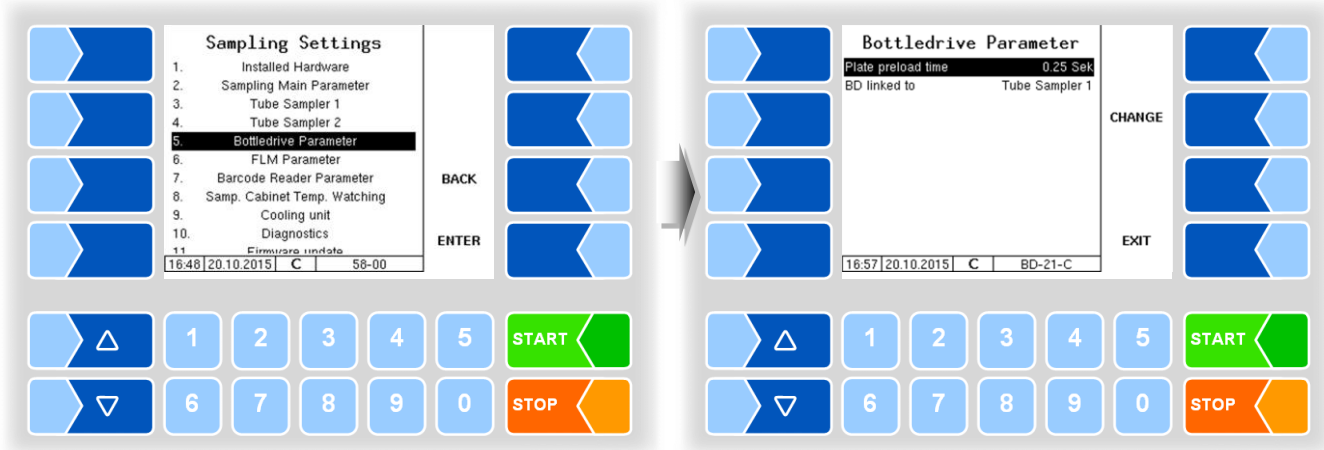 Sampling Settings
1. Installed Hardware
2. Sampling Main Parameter
3. Tube Sampler 1
4. Tube Sampler 2
5. Bottledrive Parameter
6. FLM Parameter
7. Barcode Reader Parameter
8. Samp. Cabinet Temp. Watching
9. Cooling unit
10. Diagnostics
11. Firmware update
16:48 20.10.2015 C 58-00
BACK
ENTER
1 2 3 4 5 START
6 7 8 9 0 STOP
Bottledrive Parameter
Plate preload time 0.25 Sek
BD linked to Tube Sampler 1
16:57 20.10.2015 C BD-21-C
CHANGE
EXIT
1 2 3 4 5 START
6 7 8 9 0 STOP